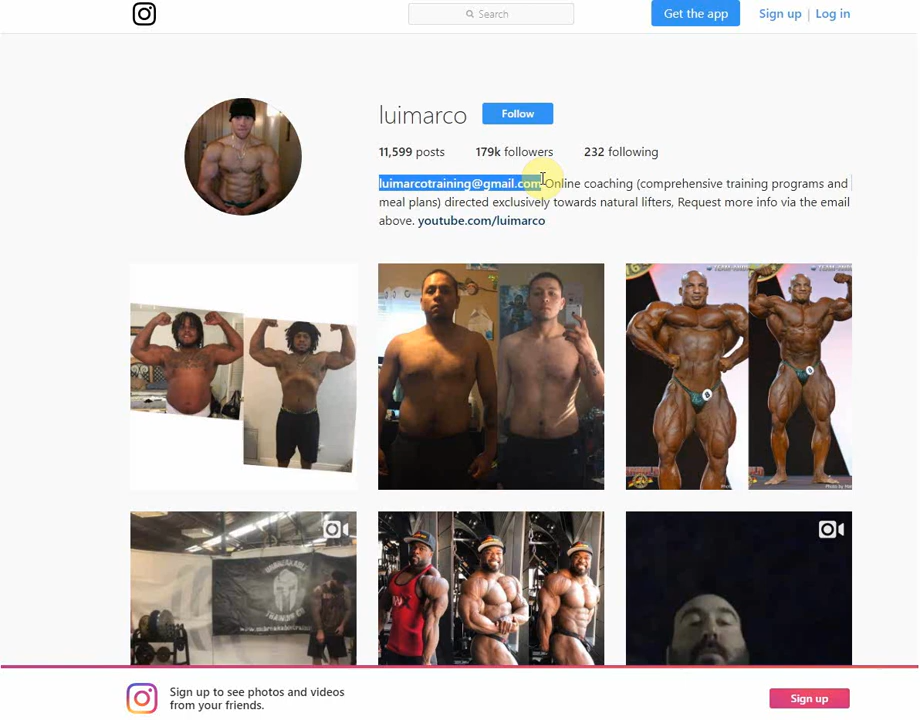 Search
Get the app
Sign up | Log in
luimarco
Follow
11,599 posts 179k followers 232 following
luimarcotraining@gmail.com Online coaching (comprehensive training programs and
meal plans) directed exclusively towards natural lifters, Request more info via the email
above. youtube.com/luimarco
Sign up to see photos and videos
from your friends.
Sign up